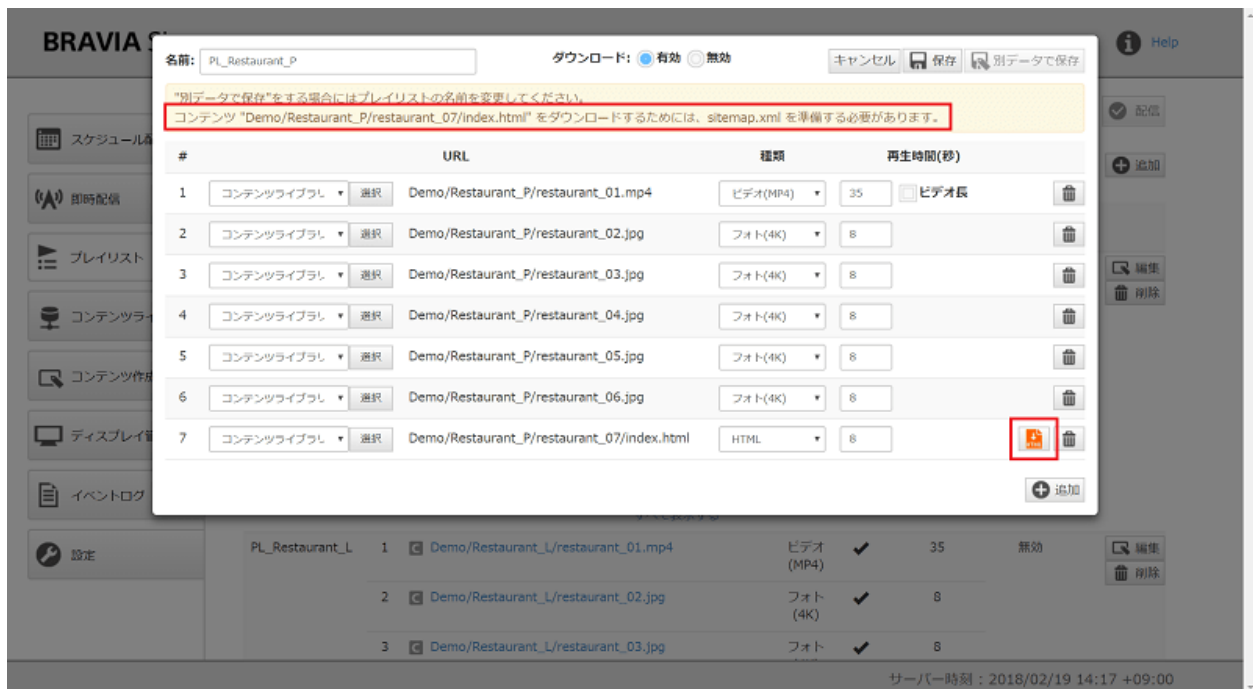 BRAVIA
Help
名前: PL_Restaurant_P ダウンロード: 有効 無効 キャンセル 保存 別データで保存
"別データで保存"をする場合にはプレイリストの名前を変更してください。
コンテンツ "Demo/Restaurant_P/restaurant_07/index.html" をダウンロードするためには、sitemap.xml を準備する必要があります。
配信
追加
スケジュール
即時配信
プレイリスト
コンテンツライ
コンテンツ作成
ディスプレイ
イベントログ
設定
# URL 種類 再生時間(秒)
1 コンテンツライブラリ 選択 Demo/Restaurant_P/restaurant_01.mp4 ビデオ(MP4) 35 ビデオ長
2 コンテンツライブラリ 選択 Demo/Restaurant_P/restaurant_02.jpg フォト(4K) 8
3 コンテンツライブラリ 選択 Demo/Restaurant_P/restaurant_03.jpg フォト(4K) 8
4 コンテンツライブラリ 選択 Demo/Restaurant_P/restaurant_04.jpg フォト(4K) 8
5 コンテンツライブラリ 選択 Demo/Restaurant_P/restaurant_05.jpg フォト(4K) 8
6 コンテンツライブラリ 選択 Demo/Restaurant_P/restaurant_06.jpg フォト(4K) 8
7 コンテンツライブラリ 選択 Demo/Restaurant_P/restaurant_07/index.html HTML 8
追加
編集
削除
PL_Restaurant_L 1 Demo/Restaurant_L/restaurant_01.mp4 ビデオ 35 無効 編集
(MP4) 削除
2 Demo/Restaurant_L/restaurant_02.jpg フォト 8
(4K)
3 Demo/Restaurant_L/restaurant_03.jpg フォト 8
サーバー時刻 : 2018/02/19 14:17 +09:00